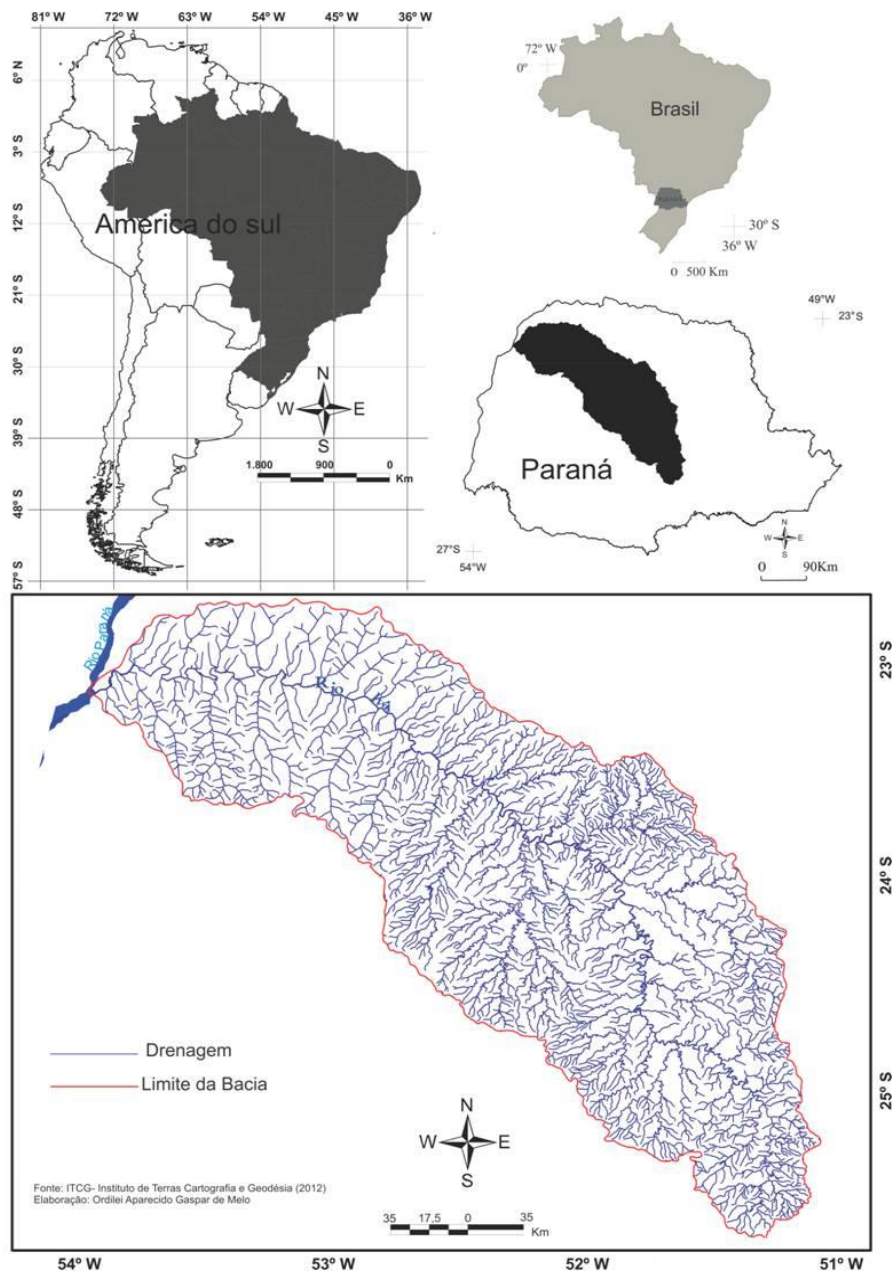 81° W 72° W 63° W 54° W 45° W 36° W
6° N
3° S
12° S
21° S
30° S
39° S
48° S
57° S
America do sul
N
W E
S
1.800 900 0
Km
72° W
0°
Brasil
30° S
36° W
0 500 Km
49°W
23°S
Paraná
27°S
54°W
N
W E
S
0 90Km
Rio Paraná
Rio Ivaí
23° S
24° S
25° S
Drenagem
Limite da Bacia
N
W E
S
Fonte: ITCG- Instituto de Terras Cartografia e Geodésia (2012)
Elaboração: Ordilei Aparecido Gaspar de Melo
35 17,5 0 35
Km
54° W 53° W 52° W 51° W